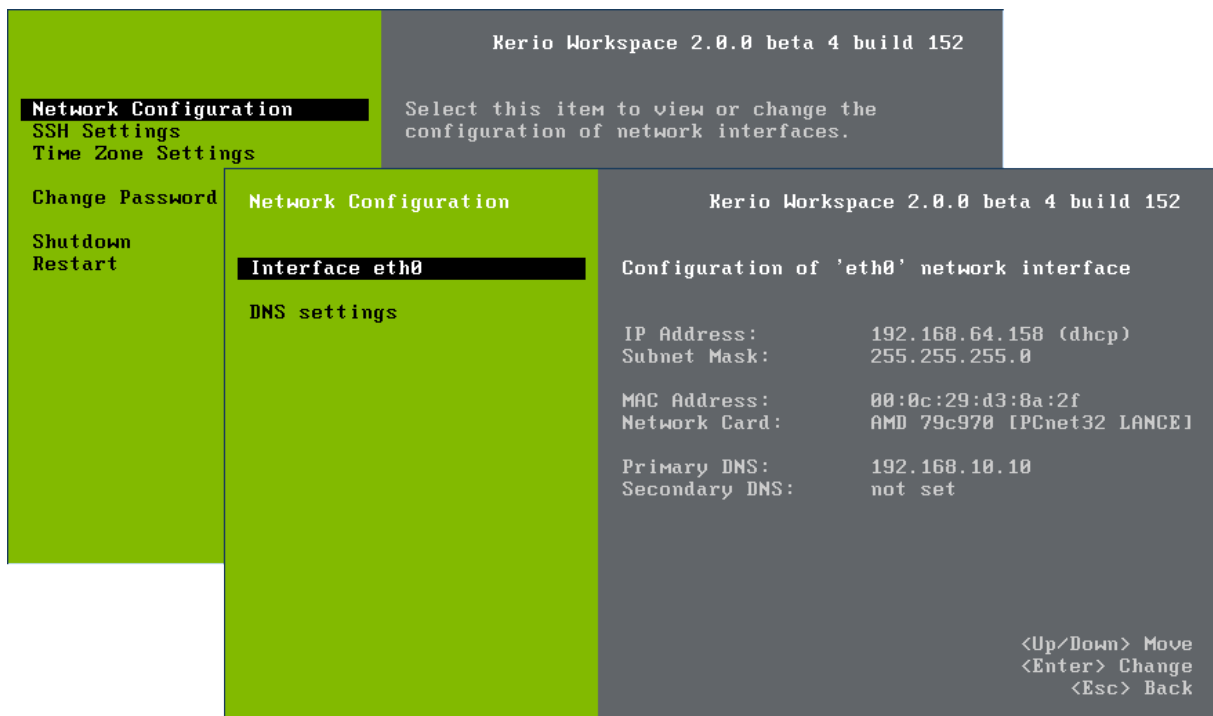 Kerio Workspace 2.0.0 beta 4 build 152
Network Configuration
SSH Settings
Time Zone Settings
Change Password
Shutdown
Restart
Select this item to view or change the
configuration of network interfaces.
Network Configuration
Kerio Workspace 2.0.0 beta 4 build 152
Interface eth0
DNS settings
Configuration of 'eth0' network interface
IP Address: 192.168.64.158 (dhcp)
Subnet Mask: 255.255.255.0
MAC Address: 00:0c:29:d3:8a:2f
Network Card: AMD 79c970 [PCnet32 LANCE]
Primary DNS: 192.168.10.10
Secondary DNS: not set
<Up/Down> Move
<Enter> Change
<Esc> Back